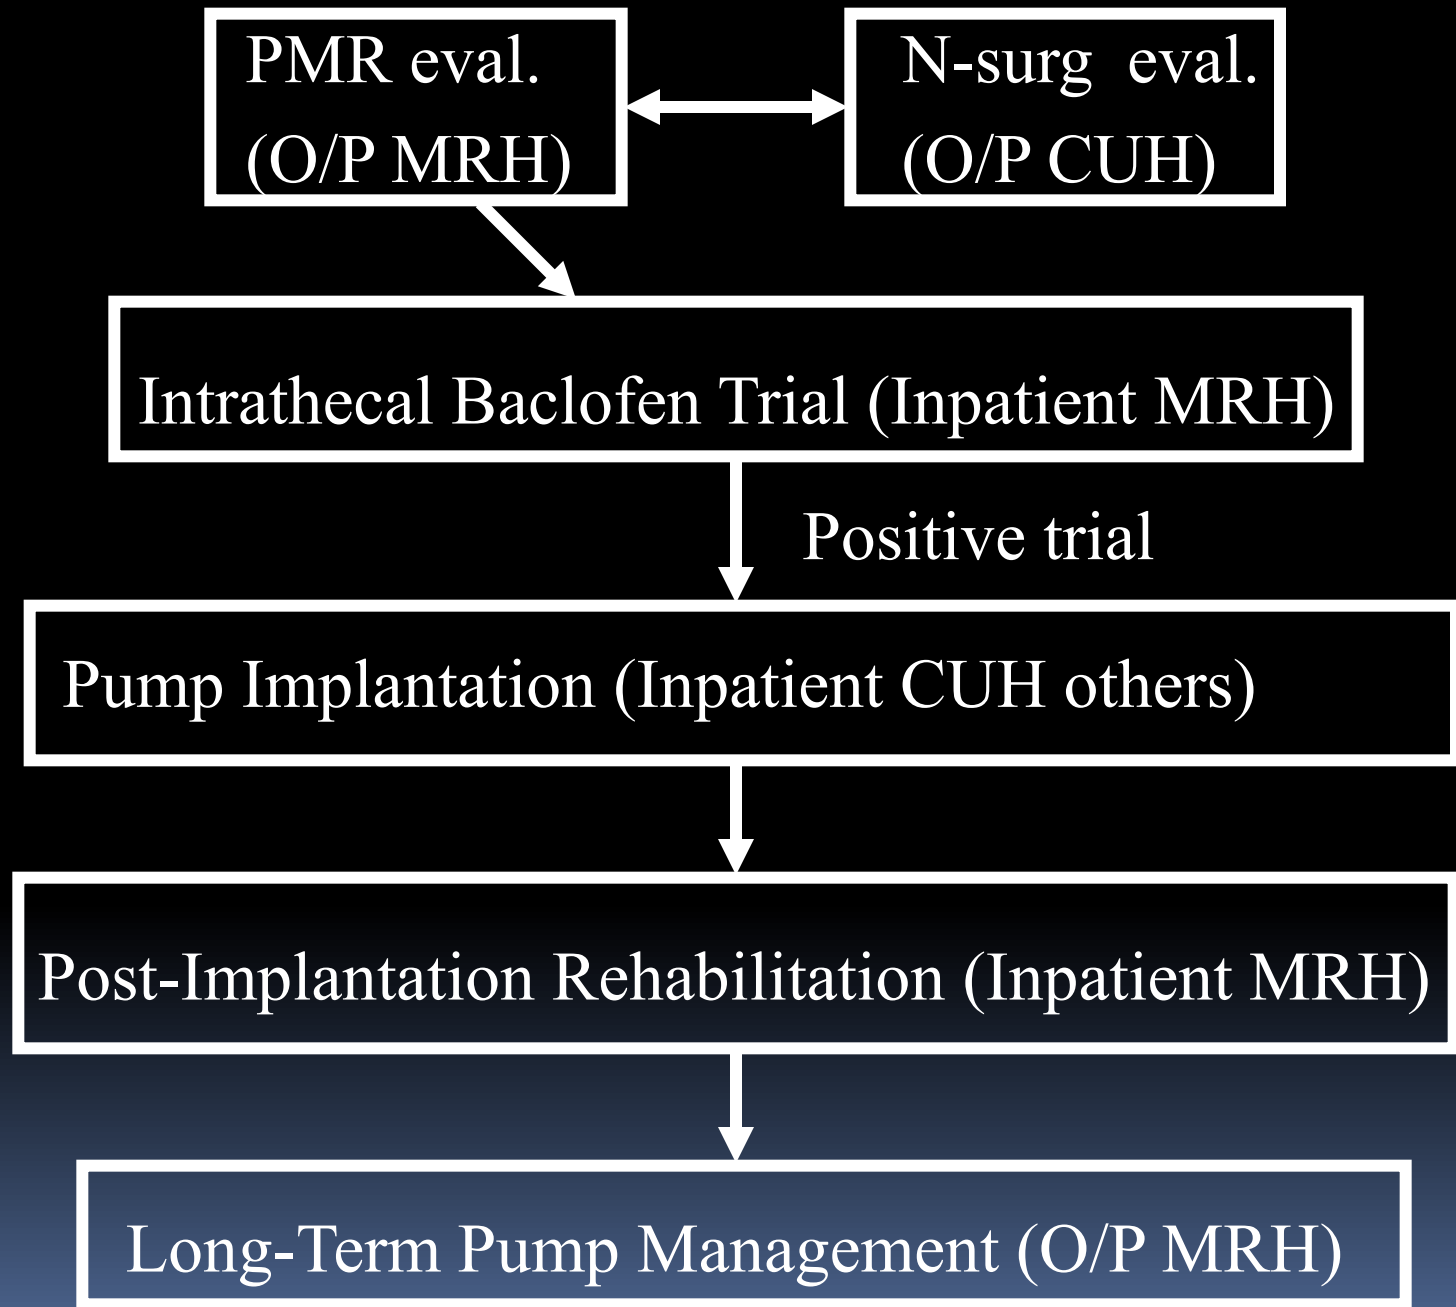 PMR eval.
(O/P MRH)
N-surg eval.
(O/P CUH)
Intrathecal Baclofen Trial (Inpatient MRH)
Positive trial
Pump Implantation (Inpatient CUH others)
Post-Implantation Rehabilitation (Inpatient MRH)
Long-Term Pump Management (O/P MRH)